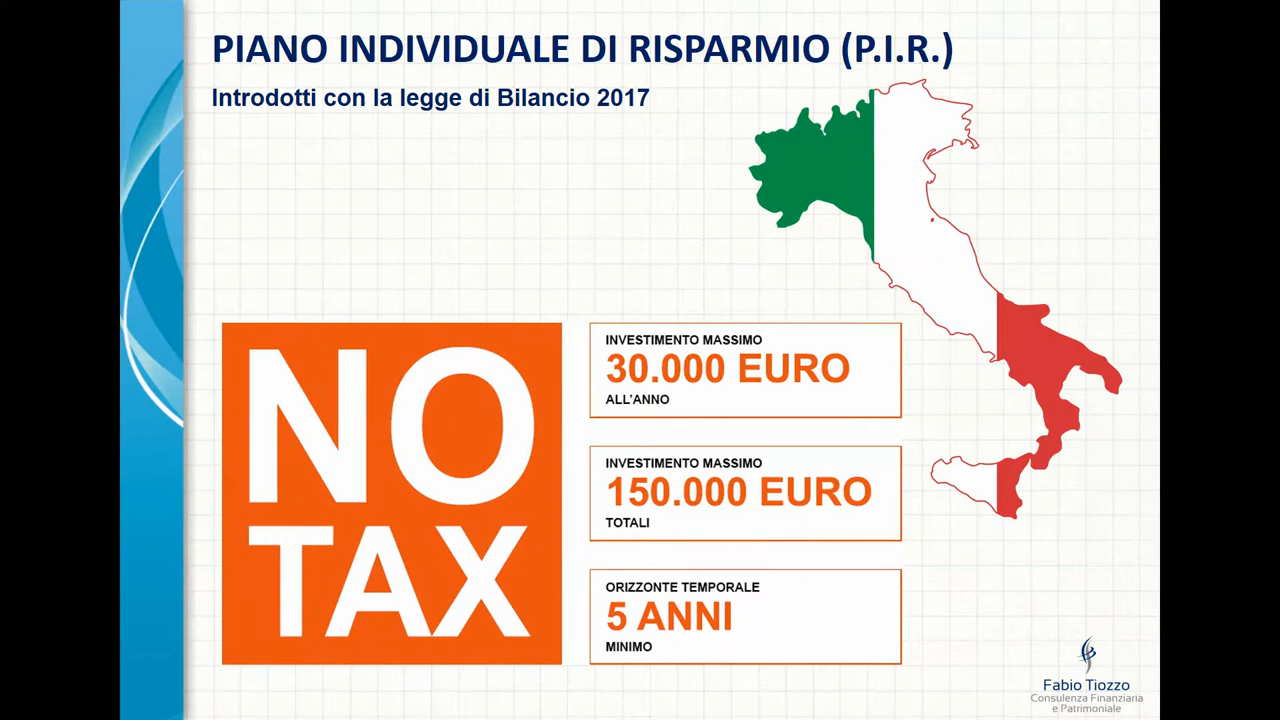 PIANO INDIVIDUALE DI RISPARMIO (P.I.R.)
Introdotti con la legge di Bilancio 2017
NO
TAX
INVESTIMENTO MASSIMO
30.000 EURO
ALL'ANNO
INVESTIMENTO MASSIMO
150.000 EURO
TOTALI
ORIZZONTE TEMPORALE
5 ANNI
MINIMO
Fabio Tiozzo
Consulenza Finanziaria
e Patrimoniale